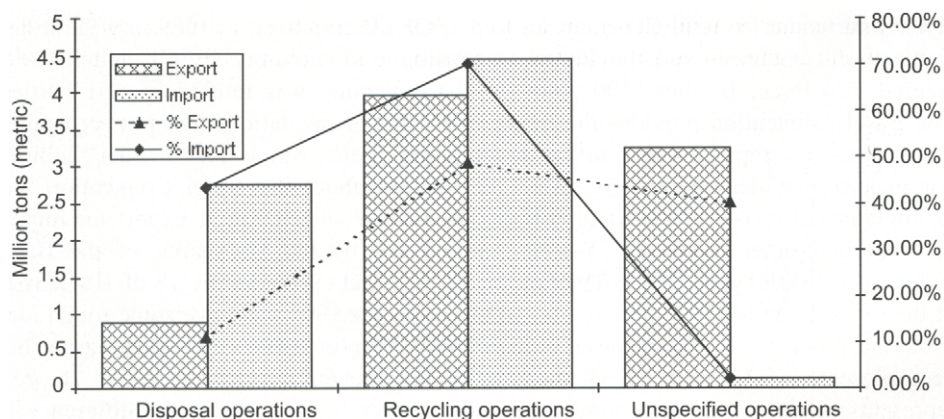 5
4.5
4
3.5
3
2.5
2
1.5
1
0.5
0
Million tons (metric)
Export
Import
% Export
% Import
80.00%
70.00%
60.00%
50.00%
40.00%
30.00%
20.00%
10.00%
0.00%
Disposal operations
Recycling operations
Unspecified operations